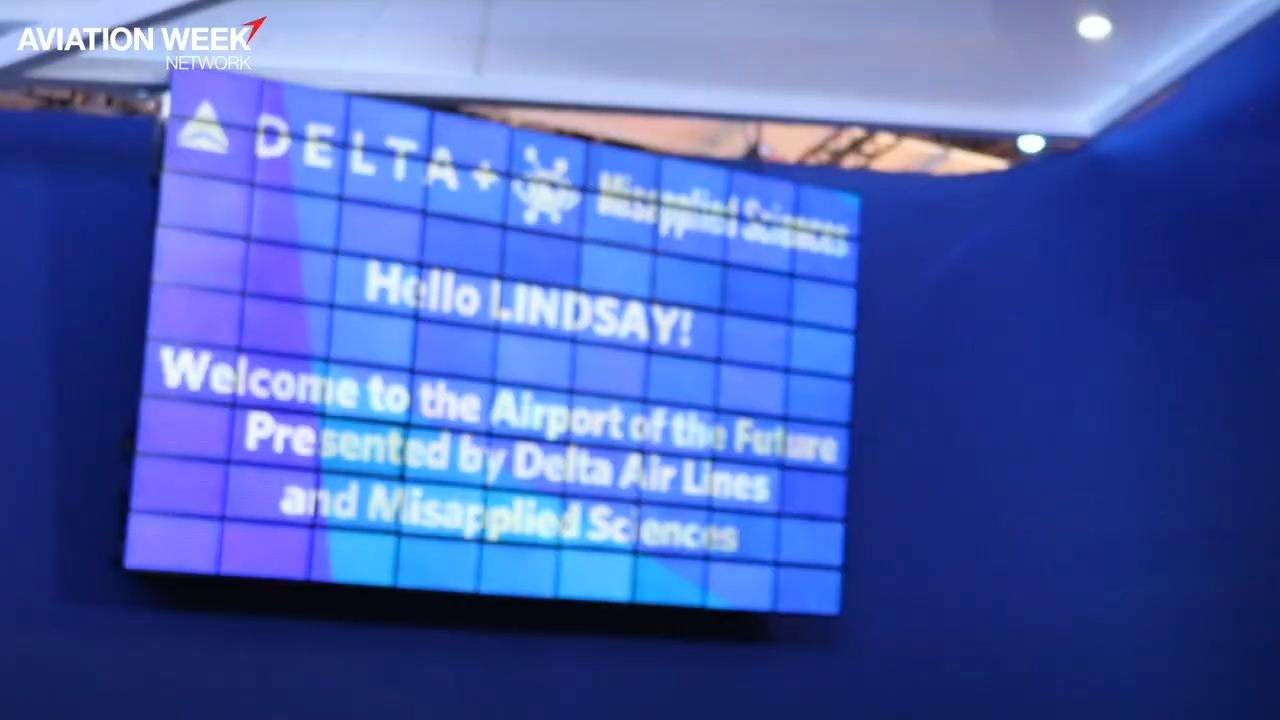 AVIATION WEEK
NETWORK
DELTA + Misapplied Sciences
Hello LINDSAY!
Welcome to the Airport of the Future
Presented by Delta Air Lines
and Misapplied Sciences